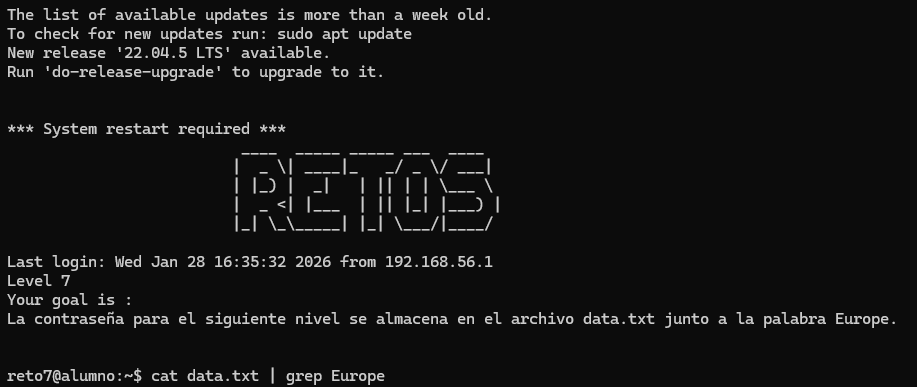 The list of available updates is more than a week old.
To check for new updates run: sudo apt update
New release '22.04.5 LTS' available.
Run 'do-release-upgrade' to upgrade to it.
*** System restart required ***
RETOS
Last login: Wed Jan 28 16:35:32 2026 from 192.168.56.1
Level 7
Your goal is :
La contraseña para el siguiente nivel se almacena en el archivo data.txt junto a la palabra Europe.
reto7@alumno:~$ cat data.txt | grep Europe